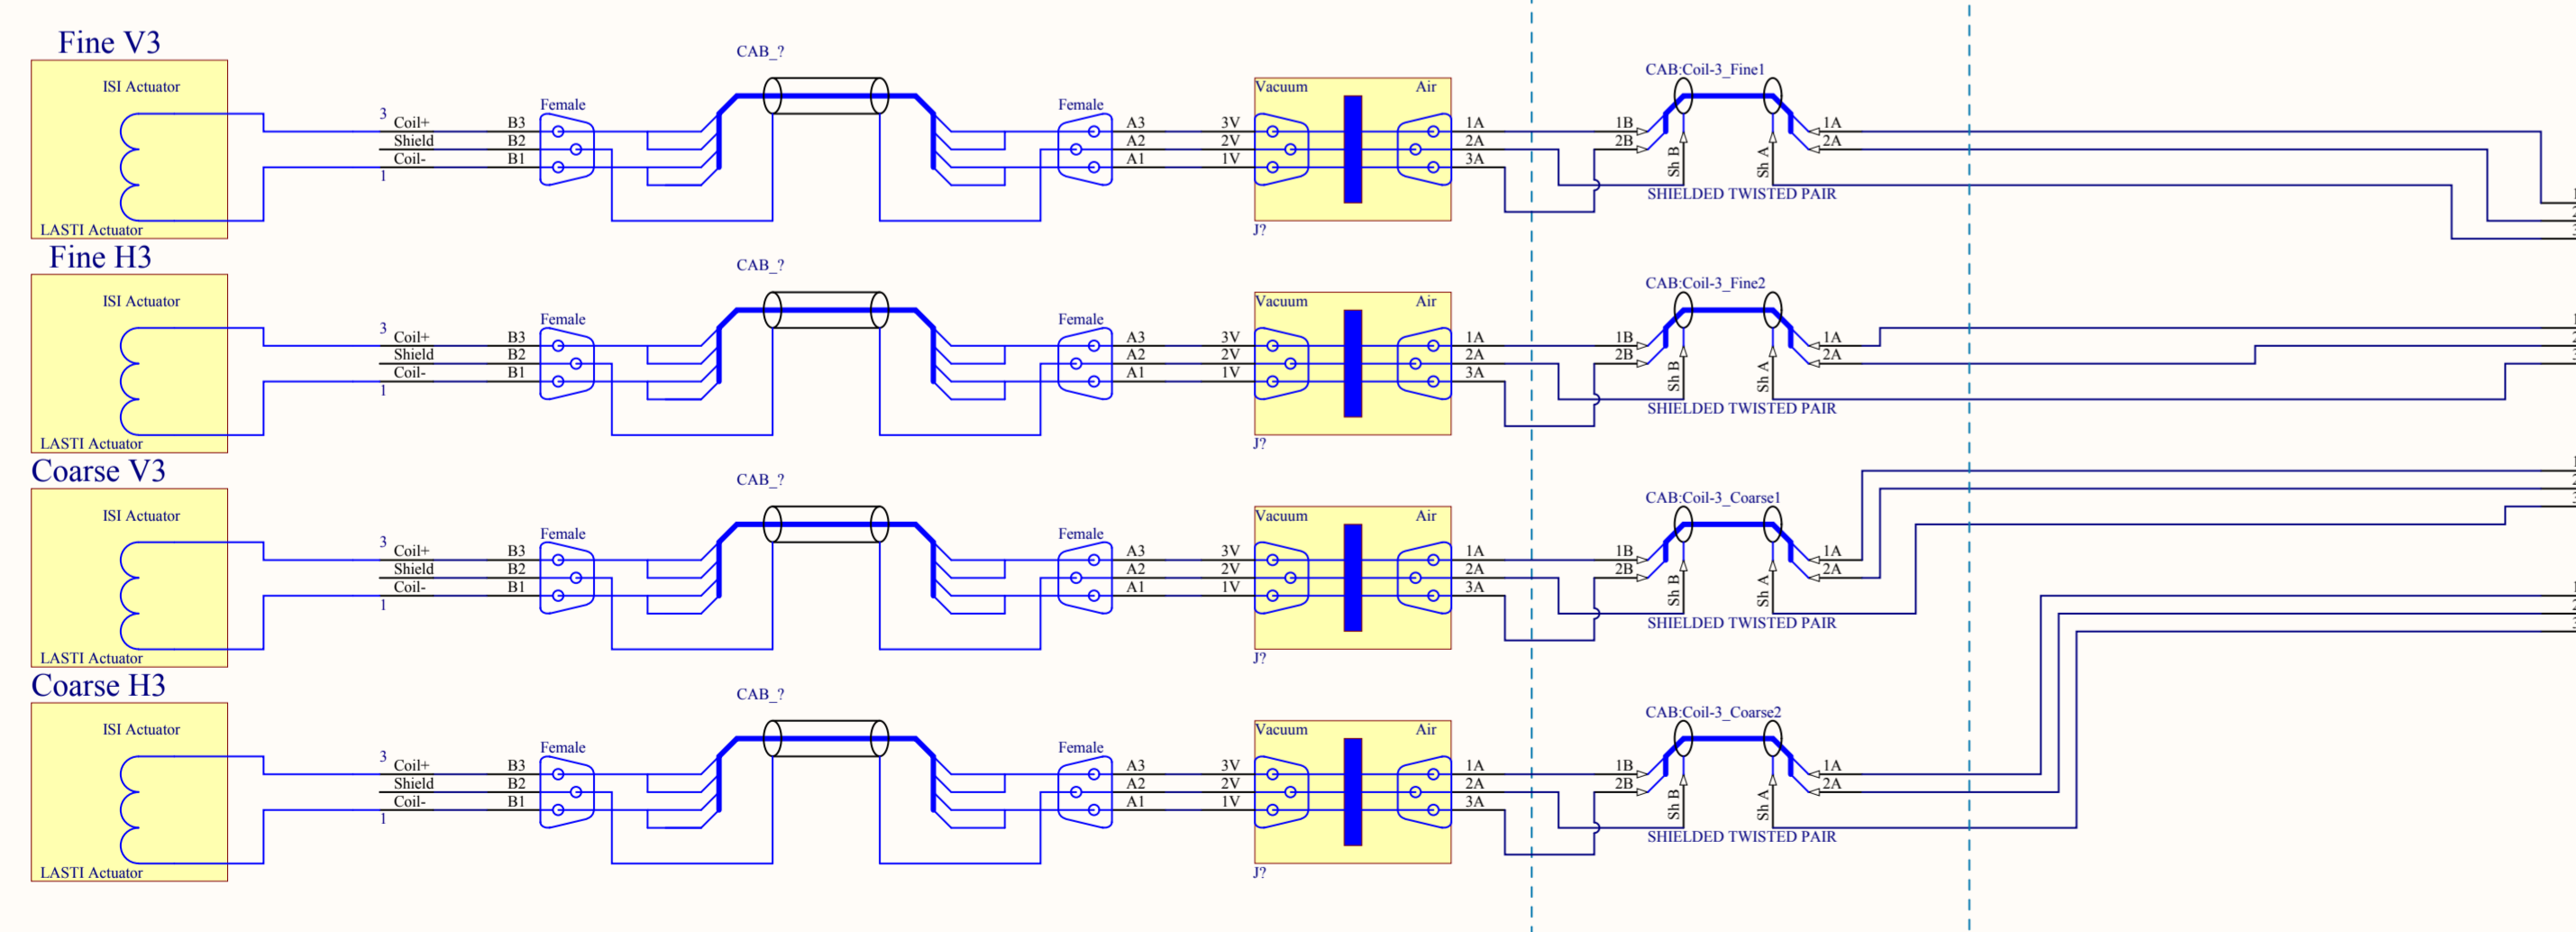 Fine V3
CAB_?
CAB:Coil-3_Fine1
ISI Actuator
Vacuum Air
Female Female
3 Coil+ B3 A3 3V 1A 1B 1A
Shield B2 A2 2V 2A 2B 2A
Coil- B1 A1 1V 3A Sh B Sh A
1
SHIELDED TWISTED PAIR
LASTI Actuator J?
Fine H3
CAB_?
CAB:Coil-3_Fine2
ISI Actuator
Vacuum Air
Female Female
3 Coil+ B3 A3 3V 1A 1B 1A
Shield B2 A2 2V 2A 2B 2A
Coil- B1 A1 1V 3A Sh B Sh A
1
SHIELDED TWISTED PAIR
LASTI Actuator J?
Coarse V3
CAB_?
CAB:Coil-3_Coarse1
ISI Actuator
Vacuum Air
Female Female
3 Coil+ B3 A3 3V 1A 1B 1A
Shield B2 A2 2V 2A 2B 2A
Coil- B1 A1 1V 3A Sh B Sh A
1
SHIELDED TWISTED PAIR
LASTI Actuator J?
Coarse H3
CAB_?
CAB:Coil-3_Coarse2
ISI Actuator
Vacuum Air
Female Female
3 Coil+ B3 A3 3V 1A 1B 1A
Shield B2 A2 2V 2A 2B 2A
Coil- B1 A1 1V 3A Sh B Sh A
1
SHIELDED TWISTED PAIR
LASTI Actuator J?